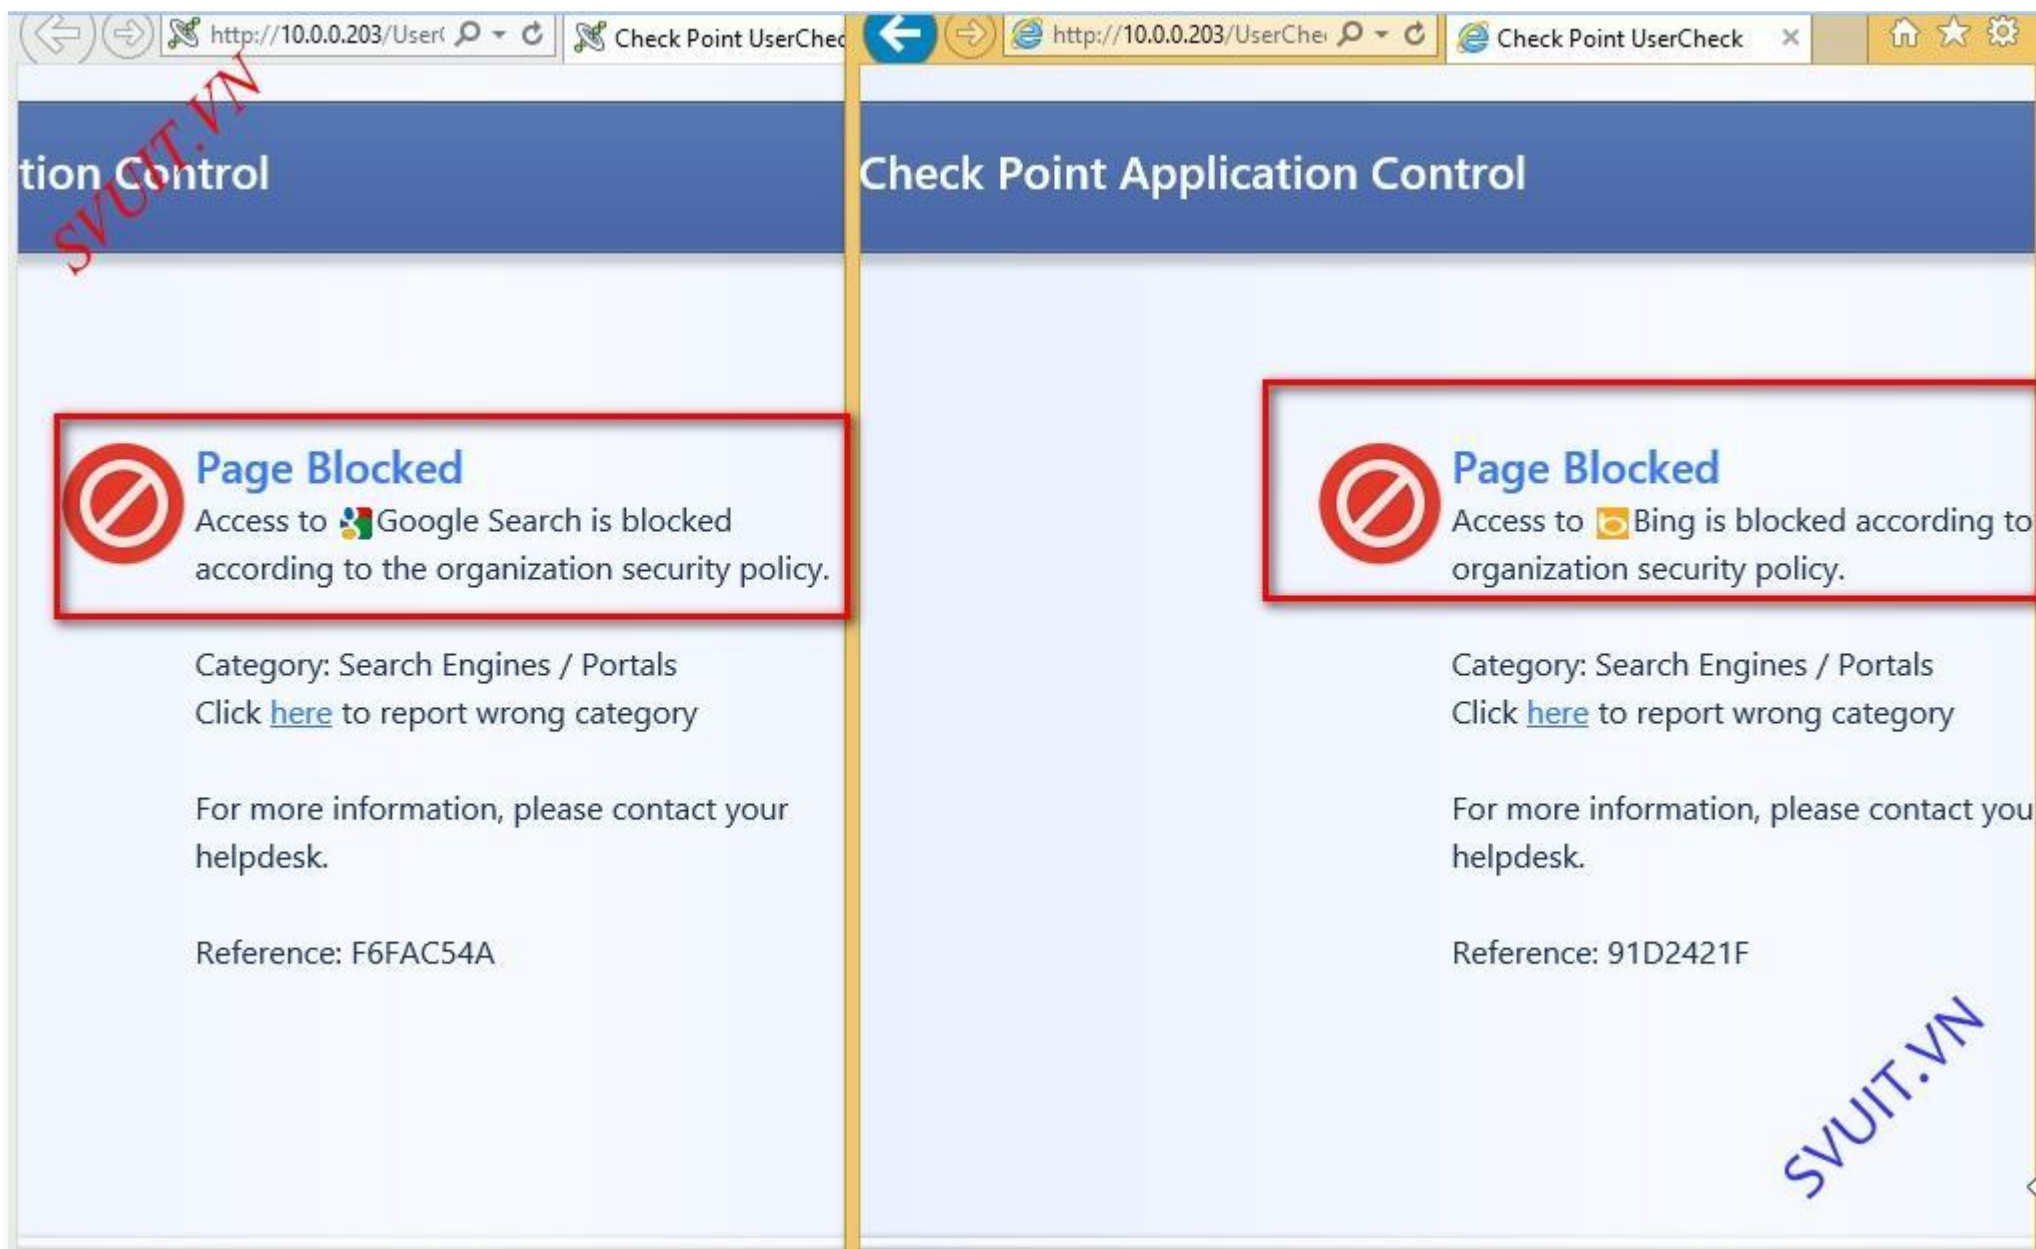 http://10.0.0.203/User
Check Point UserChec
SVUIT.VN
tion Control
Page Blocked
Access to Google Search is blocked
according to the organization security policy.
Category: Search Engines / Portals
Click here to report wrong category
For more information, please contact your
helpdesk.
Reference: F6FAC54A
http://10.0.0.203/UserChe
Check Point UserCheck
Check Point Application Control
Page Blocked
Access to Bing is blocked according to
organization security policy.
Category: Search Engines / Portals
Click here to report wrong category
For more information, please contact you
helpdesk.
Reference: 91D2421F
SVUIT.VN